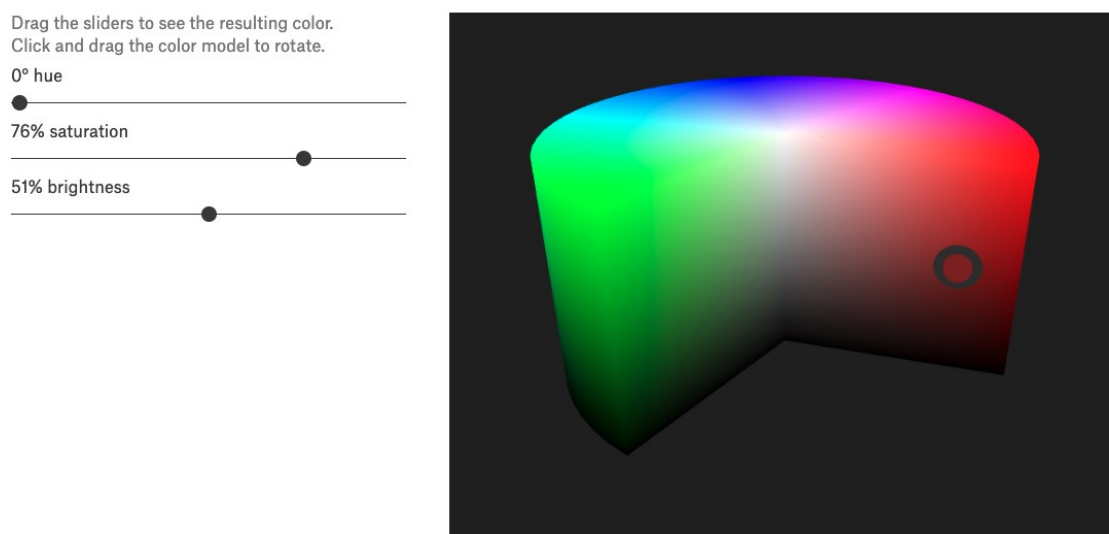 Drag the sliders to see the resulting color.
Click and drag the color model to rotate.
0° hue
76% saturation
51% brightness